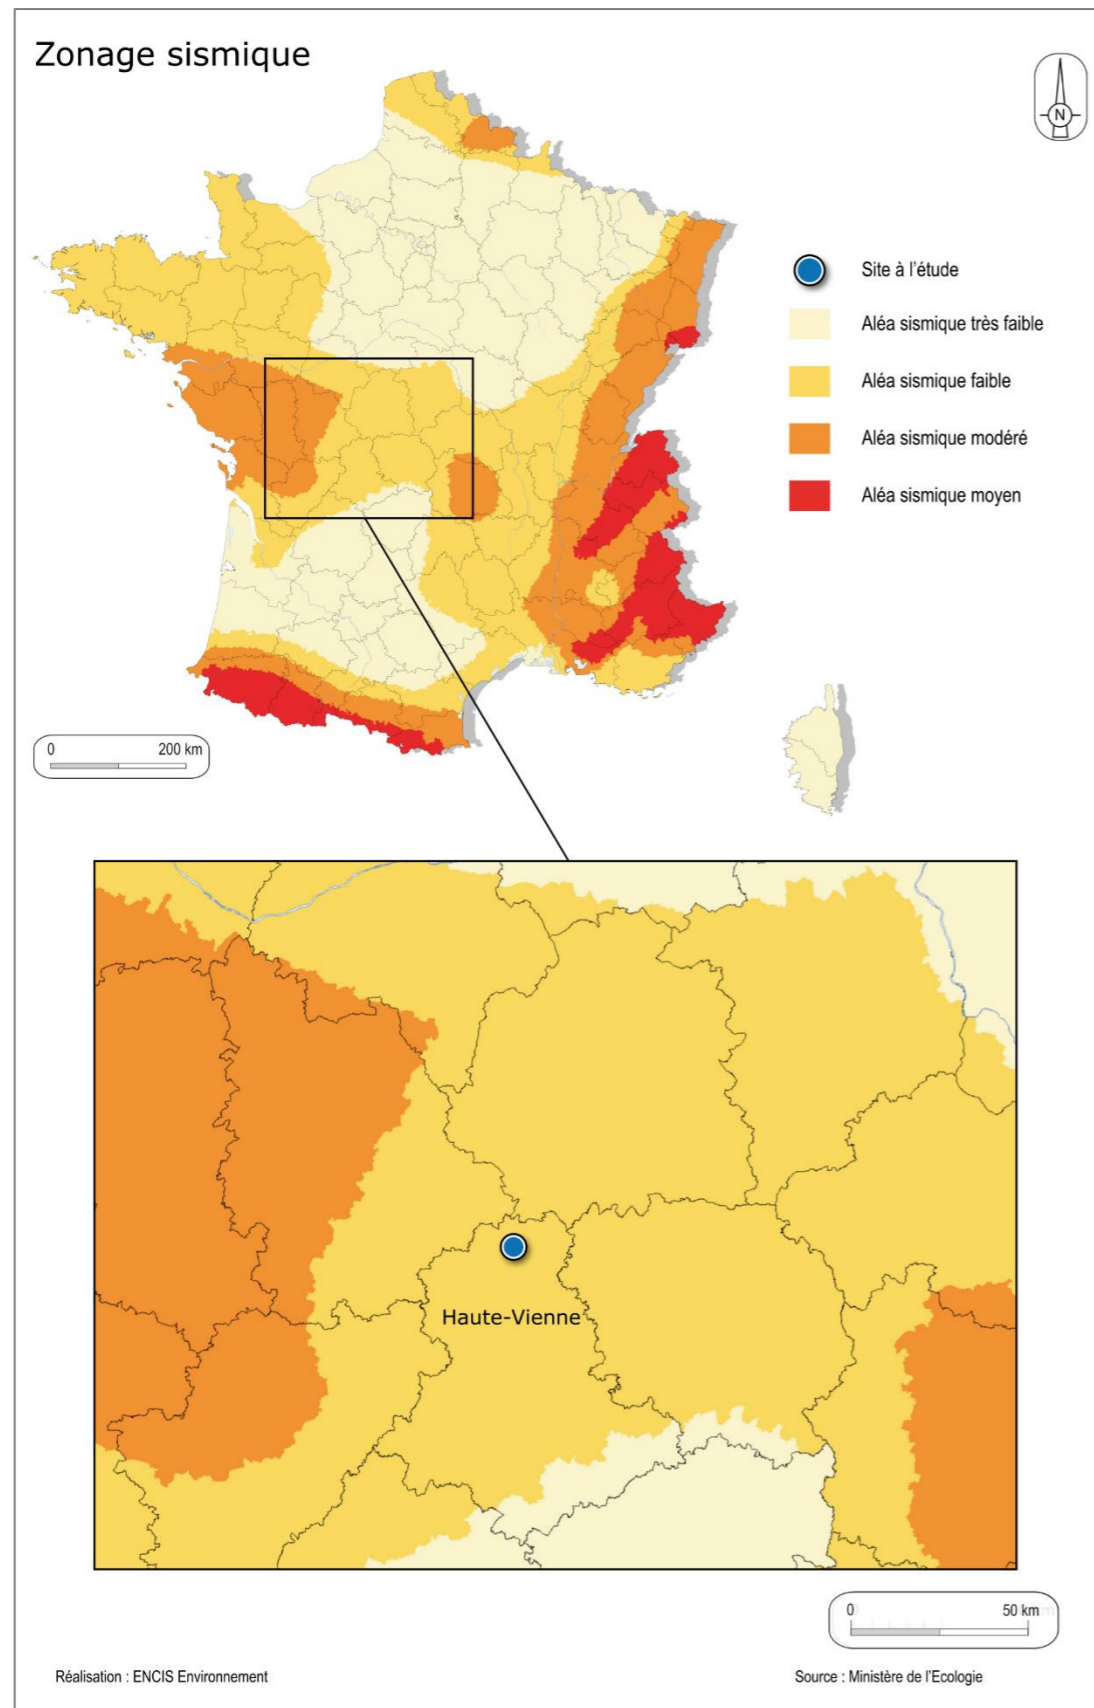 Zonage sismique
N
Site à l'étude
Aléa sismique très faible
Aléa sismique faible
Aléa sismique modéré
Aléa sismique moyen
0 200 km
Haute-Vienne
0 50 km
Réalisation : ENCIS Environnement
Source : Ministère de l'Ecologie